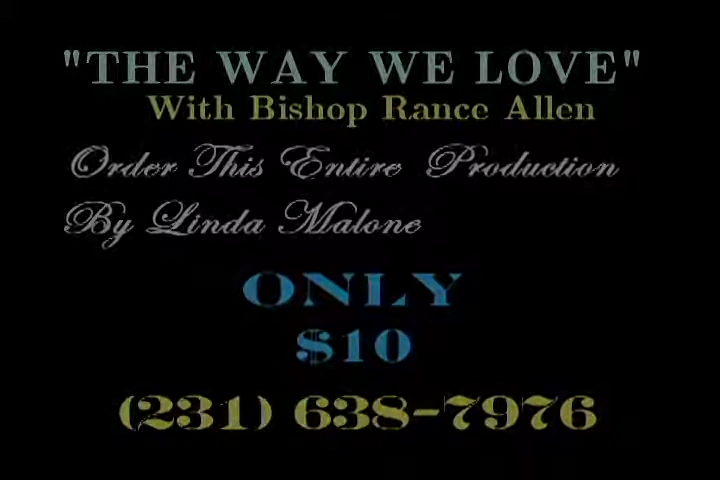 "THE WAY WE LOVE"
With Bishop Rance Allen
Order This Entire Production
By Linda Malone
ONLY
$10
(231) 638-7976